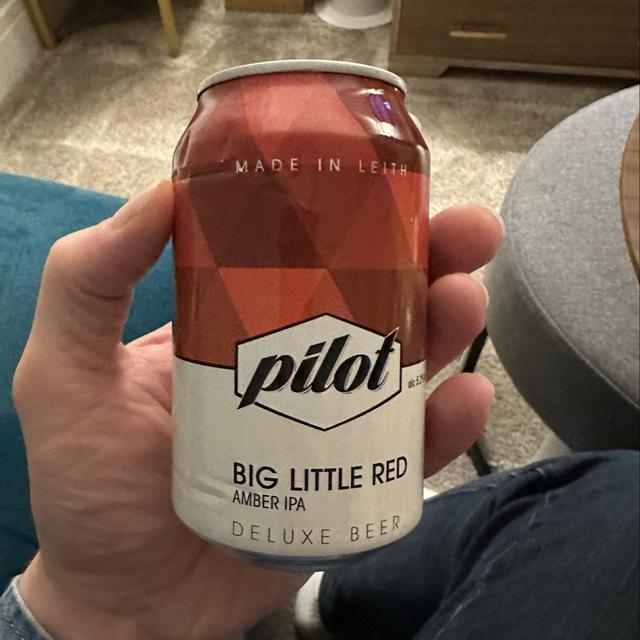 MADE IN LEITH
pilot
BIG LITTLE RED
AMBER IPA
DELUXE BEER